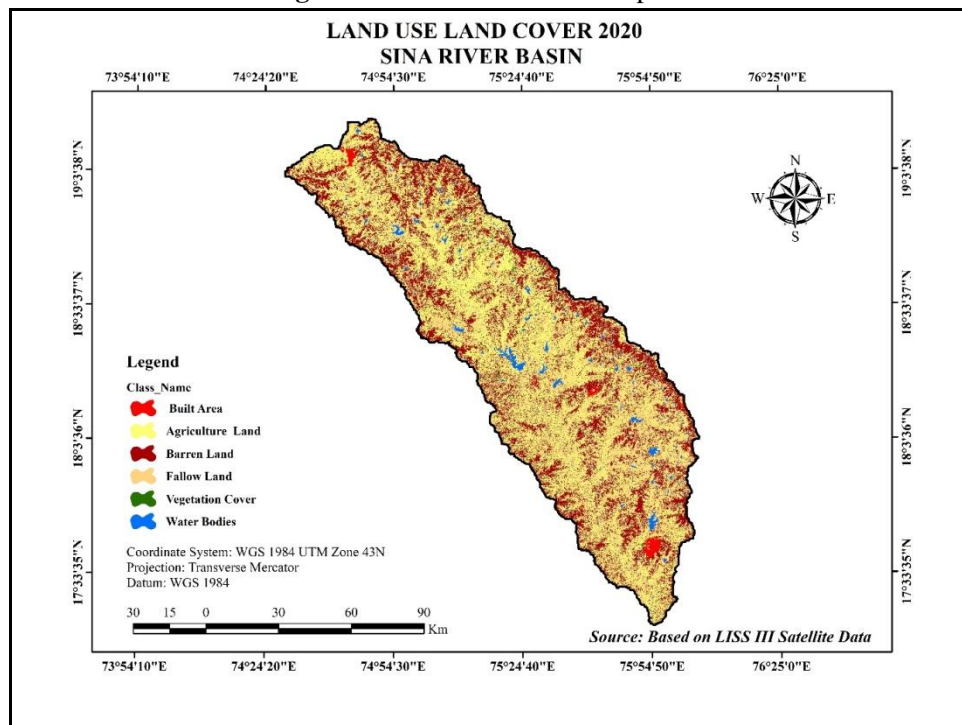 LAND USE LAND COVER 2020
SINA RIVER BASIN
73°54'10"E 74°24'20"E 74°54'30"E 75°24'40"E 75°54'50"E 76°25'0"E
19°3'38"N 19°3'38"N
N
W E
S
18°33'37"N 18°33'37"N
Legend
Class_Name
Built Area
Agriculture Land
Barren Land
Fallow Land
Vegetation Cover
Water Bodies
18°3'36"N 18°3'36"N
Coordinate System: WGS 1984 UTM Zone 43N
Projection: Transverse Mercator
Datum: WGS 1984
17°33'35"N 17°33'35"N
30 15 0 30 60 90
Km
Source: Based on LISS III Satellite Data
73°54'10"E 74°24'20"E 74°54'30"E 75°24'40"E 75°54'50"E 76°25'0"E